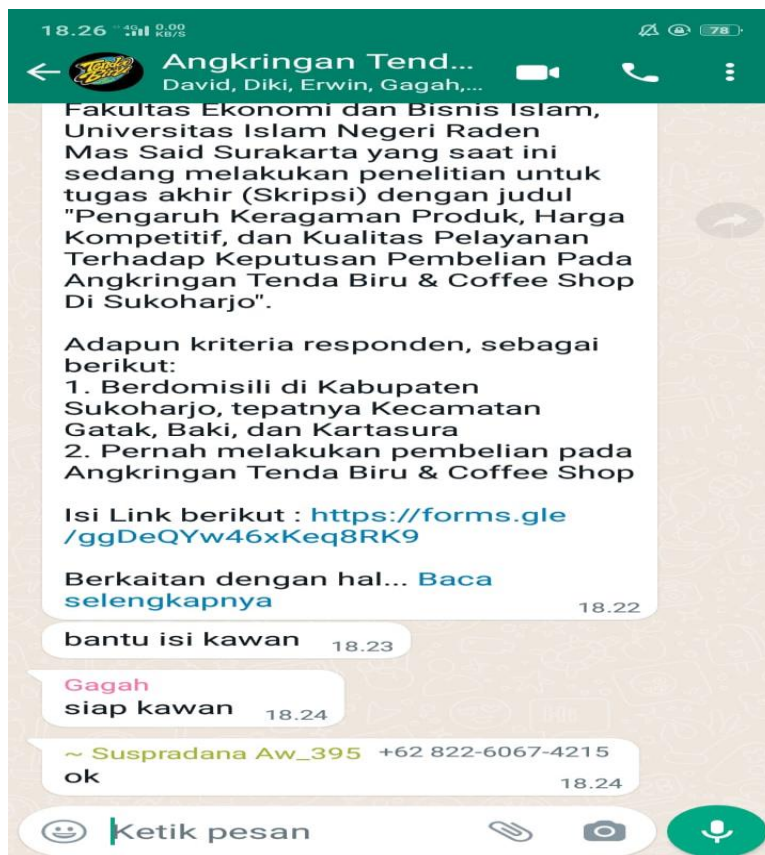 18.26 4G 0.00 KB/S 78
Angkringan Tend...
David, Diki, Erwin, Gagah,...
Fakultas Ekonomi dan Bisnis Islam,
Universitas Islam Negeri Raden
Mas Said Surakarta yang saat ini
sedang melakukan penelitian untuk
tugas akhir (Skripsi) dengan judul
"Pengaruh Keragaman Produk, Harga
Kompetitif, dan Kualitas Pelayanan
Terhadap Keputusan Pembelian Pada
Angkringan Tenda Biru & Coffee Shop
Di Sukoharjo".
Adapun kriteria responden, sebagai
berikut:
1. Berdomisili di Kabupaten
Sukoharjo, tepatnya Kecamatan
Gatak, Baki, dan Kartasura
2. Pernah melakukan pembelian pada
Angkringan Tenda Biru & Coffee Shop
Isi Link berikut : https://forms.gle
/ggDeQYw46xKeq8RK9
Berkaitan dengan hal... Baca
selengkapnya 18.22
bantu isi kawan 18.23
Gagah
siap kawan 18.24
~ Suspradana Aw_395 +62 822-6067-4215
ok 18.24
Ketik pesan